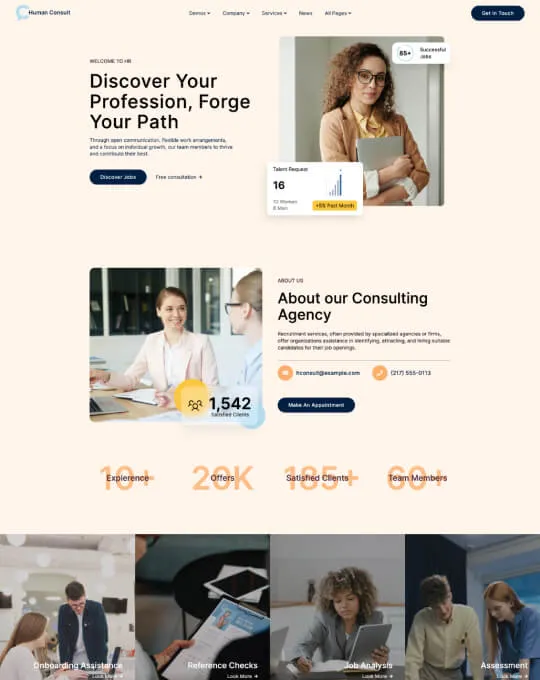 Human Consult
Demos Company Services News All Pages
Get In Touch
WELCOME TO HR
Discover Your
Profession, Forge
Your Path
Through open communication, flexible work arrangements,
and a focus on individual growth, our team members to thrive
and contribute their best.
Discover Jobs
Free consultation →
85+
Successful
Jobs
Talent Request
16
10 Women
6 Men
+5% Past Month
ABOUT US
About our Consulting
Agency
Recruitment services, often provided by specialized agencies or firms,
offer organizations assistance in identifying, attracting, and hiring suitable
candidates for their job openings.
hconsult@example.com
(217) 555-0113
Make An Appointment
1,542
Satisfied Clients
10+
Expierence
20K
Offers
185+
Satisfied Clients
60+
Team Members
Onboarding Assistance
Look More →
Reference Checks
Look More →
Job Analysis
Look More →
Assessment
Look More →